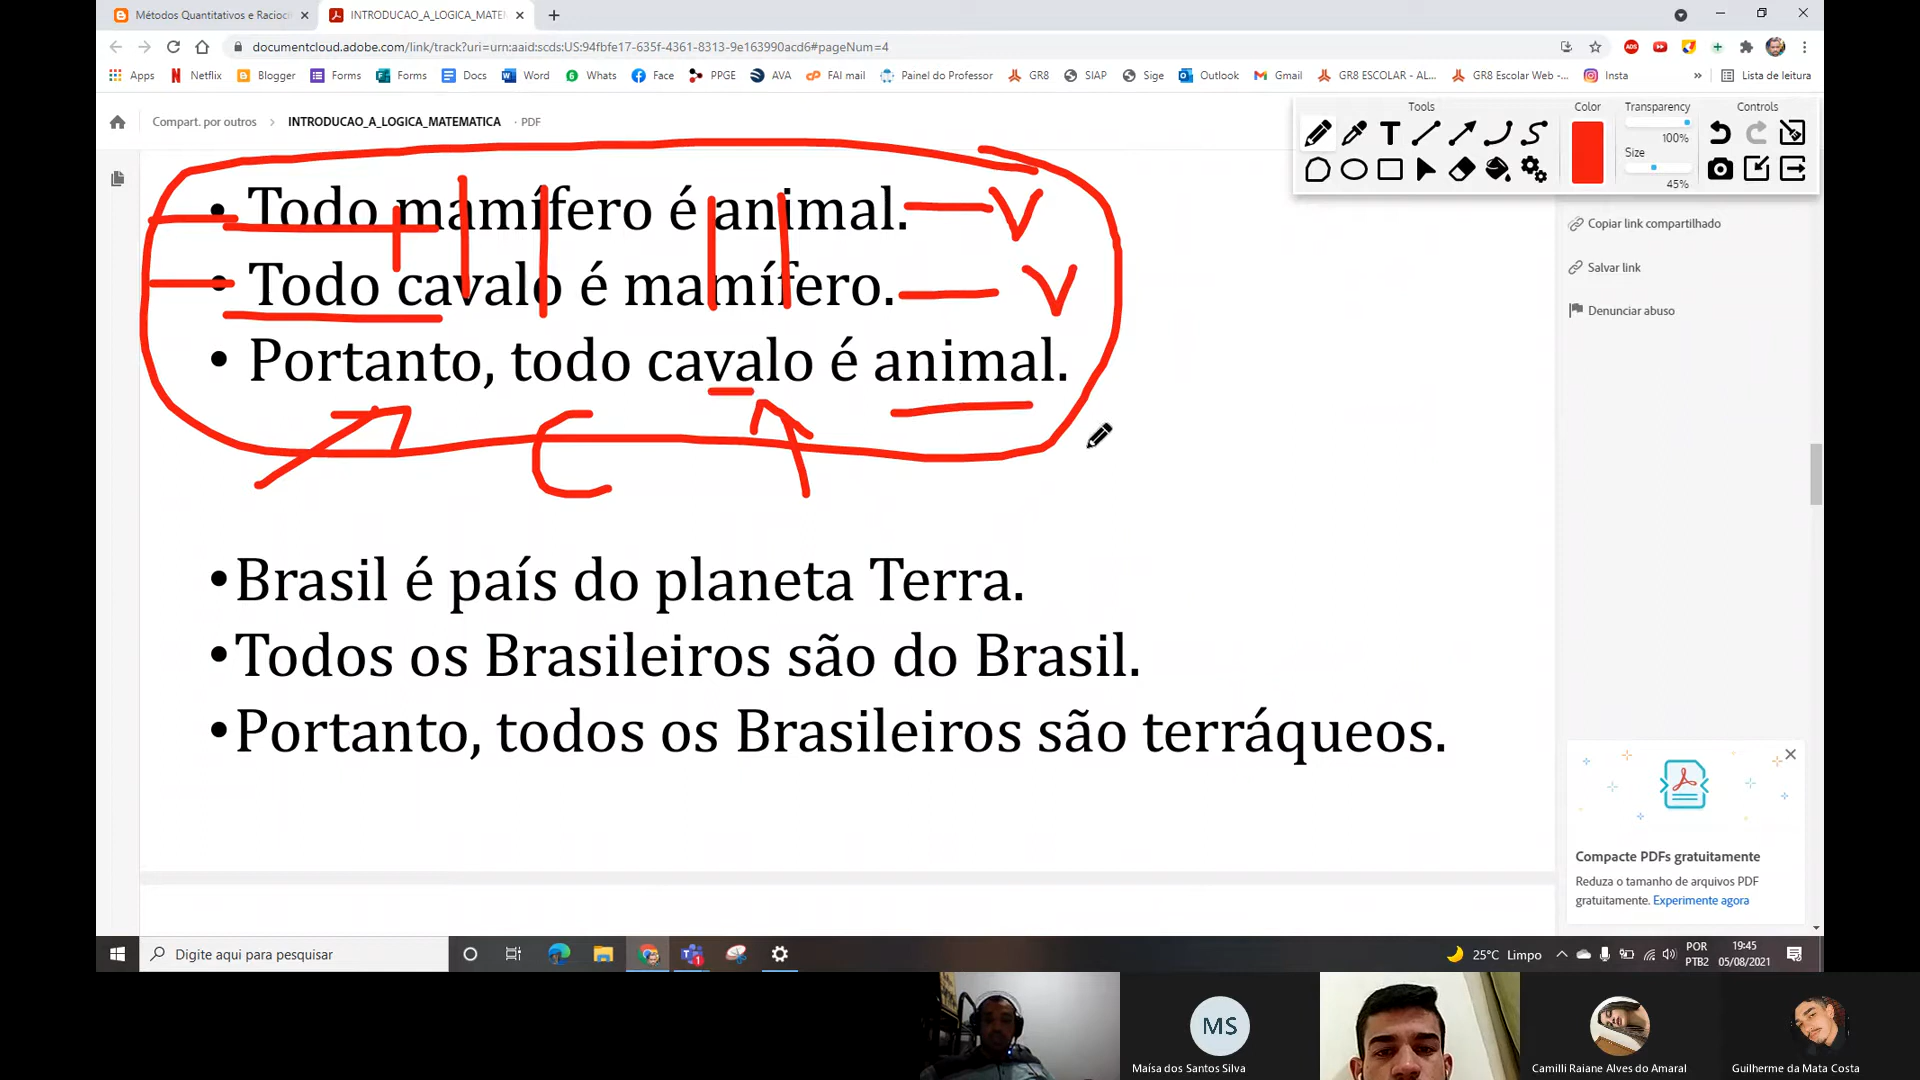 Métodos Quantitativos e Racioci
INTRODUCAO_A_LOGICA_MATE
documentcloud.adobe.com/link/track?uri=urn:aaid:scds:US:94fbfe17-635f-4361-8313-9e163990acd6#pageNum=4
Apps Netflix Blogger Forms Forms Docs Word Whats Face PPGE AVA FAI mail Painel do Professor GR8 SIAP Sige Outlook Gmail GR8 ESCOLAR - AL... GR8 Escolar Web -... Insta » Lista de leitura
Compart. por outros > INTRODUCAO_A_LOGICA_MATEMATICA · PDF
Tools Color Transparency Controls
100%
Size
45%
Copiar link compartilhado
Salvar link
Denunciar abuso
• Todo mamífero é animal. V
• Todo cavalo é mamífero. V
• Portanto, todo cavalo é animal.
•Brasil é país do planeta Terra.
•Todos os Brasileiros são do Brasil.
•Portanto, todos os Brasileiros são terráqueos.
Compacte PDFs gratuitamente
Reduza o tamanho de arquivos PDF
gratuitamente. Experimente agora
Digite aqui para pesquisar
25°C Limpo
POR
PTB2
19:45
05/08/2021
MS
Maísa dos Santos Silva
Camilli Raiane Alves do Amaral
Guilherme da Mata Costa